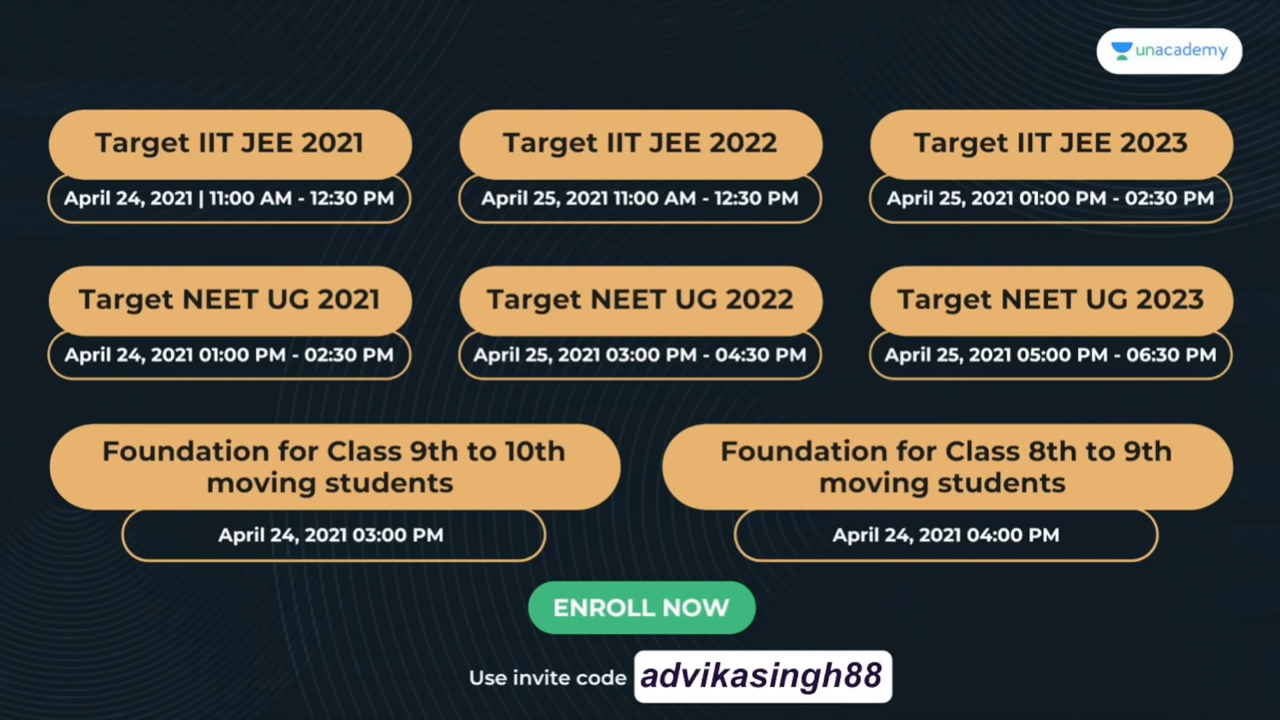 unacademy
Target IIT JEE 2021
April 24, 2021 | 11:00 AM - 12:30 PM
Target IIT JEE 2022
April 25, 2021 11:00 AM - 12:30 PM
Target IIT JEE 2023
April 25, 2021 01:00 PM - 02:30 PM
Target NEET UG 2021
April 24, 2021 01:00 PM - 02:30 PM
Target NEET UG 2022
April 25, 2021 03:00 PM - 04:30 PM
Target NEET UG 2023
April 25, 2021 05:00 PM - 06:30 PM
Foundation for Class 9th to 10th
moving students
April 24, 2021 03:00 PM
Foundation for Class 8th to 9th
moving students
April 24, 2021 04:00 PM
ENROLL NOW
Use invite code advikasingh88